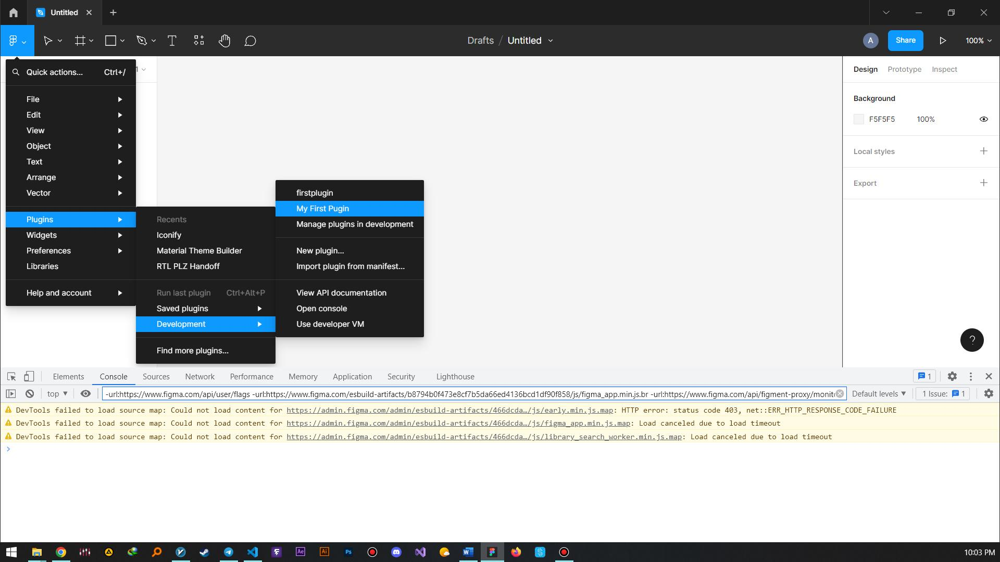 Untitled
Drafts / Untitled
A
Share
100%
Quick actions... Ctrl+/
1
File
Edit
View
Object
Text
Arrange
Vector
Plugins
Widgets
Preferences
Libraries
Help and account
Recents
Iconify
Material Theme Builder
RTL PLZ Handoff
Run last plugin Ctrl+Alt+P
Saved plugins
Development
Find more plugins...
firstplugin
My First Pugin
Manage plugins in development
New plugin...
Import plugin from manifest...
View API documentation
Open console
Use developer VM
Design Prototype Inspect
Background
F5F5F5 100%
Local styles
Export
?
Elements Console Sources Network Performance Memory Application Security Lighthouse 1
top -url:https://www.figma.com/api/user/flags -url:https://www.figma.com/esbuild-artifacts/b8794b0f473e8cf7b5da66ed4136bcd1df90f858/js/figma_app.min.js.br -url:https://www.figma.com/api/figment-proxy/monito Default levels 1 Issue: 1
DevTools failed to load source map: Could not load content for https://admin.figma.com/admin/esbuild-artifacts/466dcda…/js/early.min.js.map: HTTP error: status code 403, net::ERR_HTTP_RESPONSE_CODE_FAILURE
DevTools failed to load source map: Could not load content for https://admin.figma.com/admin/esbuild-artifacts/466dcda…/js/figma_app.min.js.map: Load canceled due to load timeout
DevTools failed to load source map: Could not load content for https://admin.figma.com/admin/esbuild-artifacts/466dcda…/js/library_search_worker.min.js.map: Load canceled due to load timeout
Ae Ai Ps W 10:03 PM